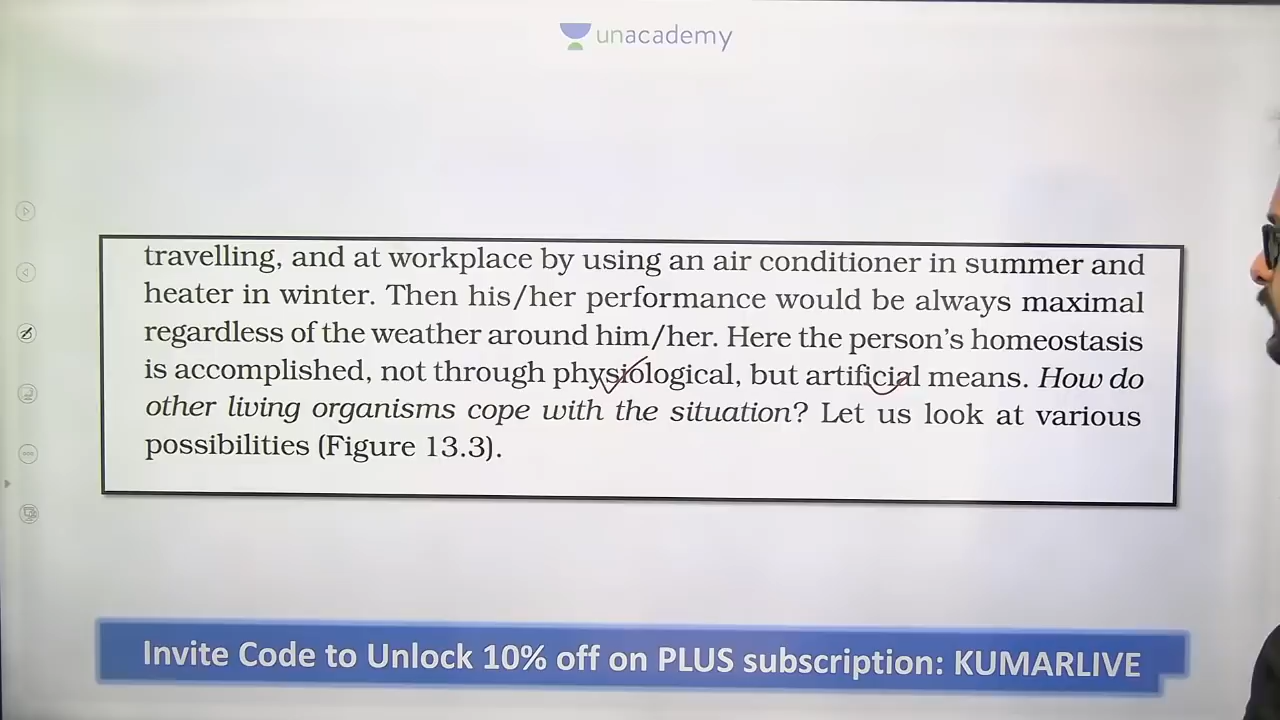 unacademy
travelling, and at workplace by using an air conditioner in summer and
heater in winter. Then his/her performance would be always maximal
regardless of the weather around him/her. Here the person's homeostasis
is accomplished, not through physiological, but artificial means. How do
other living organisms cope with the situation? Let us look at various
possibilities (Figure 13.3).
Invite Code to Unlock 10% off on PLUS subscription: KUMARLIVE